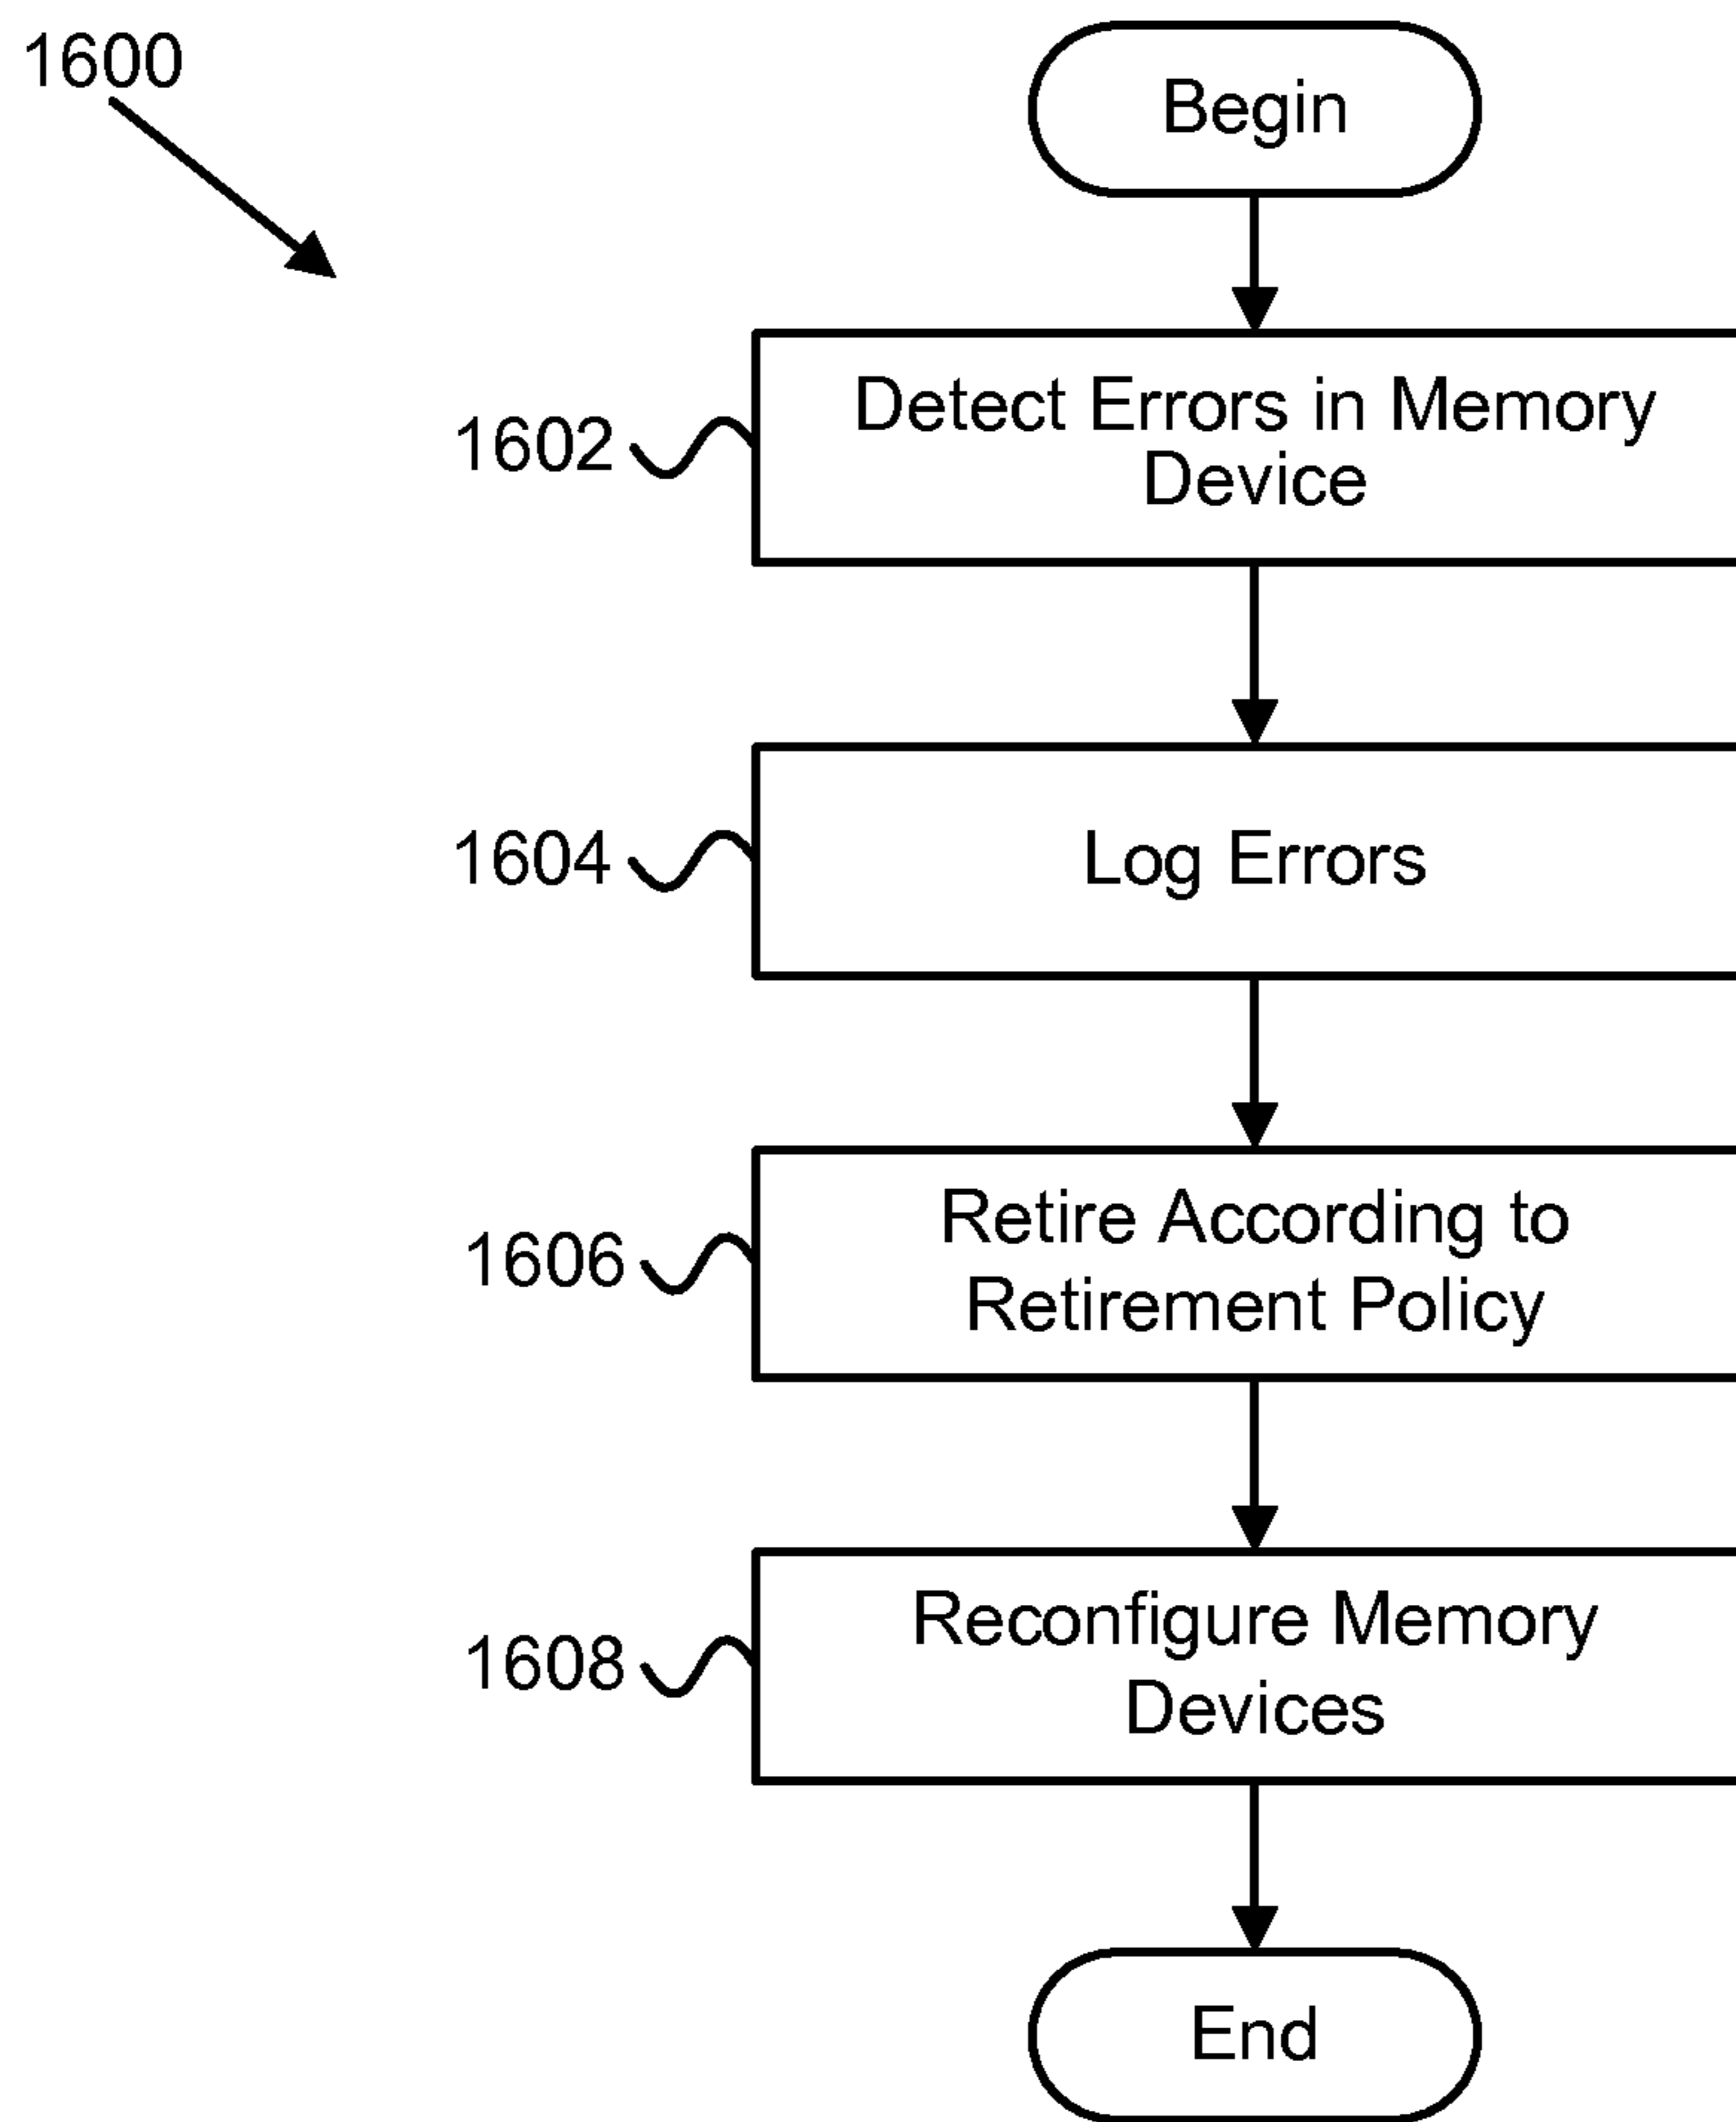 1600
Begin
1602
Detect Errors in Memory
Device
1604
Log Errors
1606
Retire According to
Retirement Policy
1608
Reconfigure Memory
Devices
End